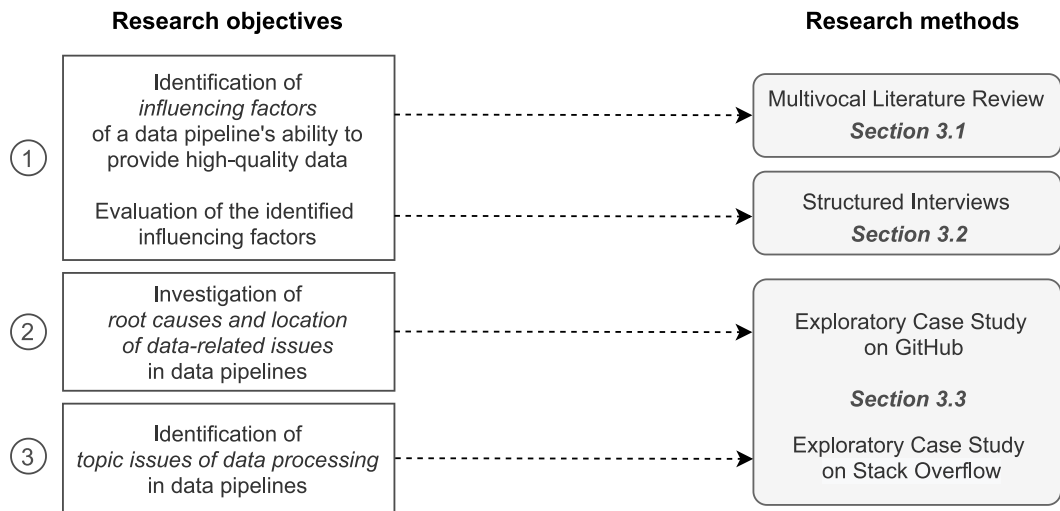 Research objectives
Research methods
1
Identification of
influencing factors
of a data pipeline's ability to
provide high-quality data
Evaluation of the identified
influencing factors
Multivocal Literature Review
Section 3.1
Structured Interviews
Section 3.2
2
Investigation of
root causes and location
of data-related issues
in data pipelines
Exploratory Case Study
on GitHub
Section 3.3
3
Identification of
topic issues of data processing
in data pipelines
Exploratory Case Study
on Stack Overflow